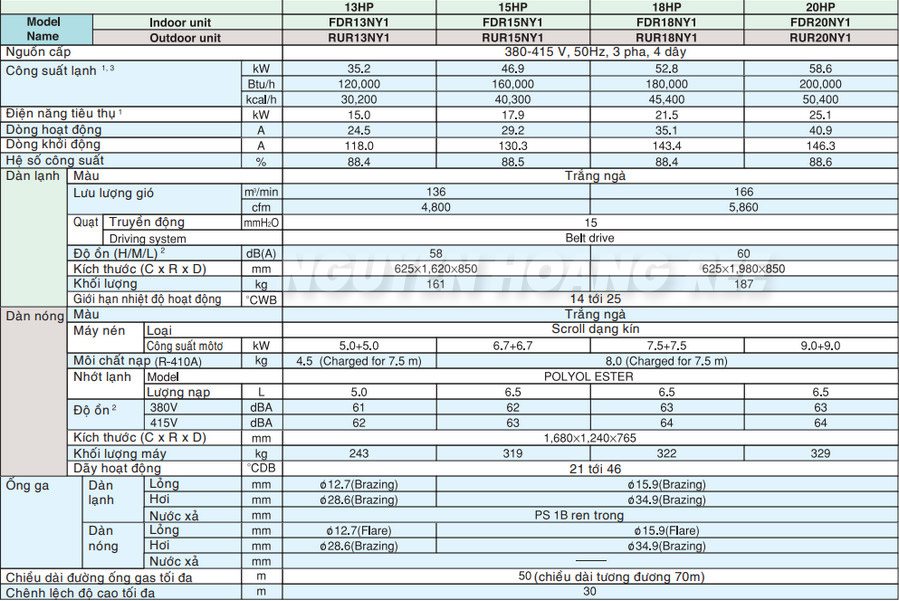 13HP 15HP 18HP 20HP
Model Name Indoor unit FDR13NY1 FDR15NY1 FDR18NY1 FDR20NY1
Outdoor unit RUR13NY1 RUR15NY1 RUR18NY1 RUR20NY1
Nguồn cấp 380-415 V, 50Hz, 3 pha, 4 dây
Công suất lạnh 1, 3 kW 35.2 46.9 52.8 58.6
Btu/h 120,000 160,000 180,000 200,000
kcal/h 30,200 40,300 45,400 50,400
Điện năng tiêu thụ 1 kW 15.0 17.9 21.5 25.1
Dòng hoạt động A 24.5 29.2 35.1 40.9
Dòng khởi động A 118.0 130.3 143.4 146.3
Hệ số công suất % 88.4 88.5 88.4 88.6
Dàn lạnh Màu Trắng ngà
Lưu lượng gió m³/min 136 166
cfm 4,800 5,860
Quạt Truyền động mmH2O 15
Driving system Belt drive
Độ ồn (H/M/L) 2 dB(A) 58 60
Kích thước (C x R x D) mm 625×1,620×850 625×1,980×850
Khối lượng kg 161 187
Giới hạn nhiệt độ hoạt động °CWB 14 tới 25
NGUYEN HOANG .NET
Dàn nóng Màu Trắng ngà
Máy nén Loại Scroll dạng kín
Công suất môtơ kW 5.0+5.0 6.7+6.7 7.5+7.5 9.0+9.0
Môi chất nạp (R-410A) kg 4.5 (Charged for 7.5 m) 8.0 (Charged for 7.5 m)
Nhớt lạnh Model POLYOL ESTER
Lượng nạp L 5.0 6.5 6.5 6.5
Độ ồn 2 380V dBA 61 62 63 63
415V dBA 62 63 64 64
Kích thước (C x R x D) mm 1,680×1,240×765
Khối lượng máy kg 243 319 322 329
Dãy hoạt động °CDB 21 tới 46
Ống ga Dàn lạnh Lỏng mm ø12.7(Brazing) ø15.9(Brazing)
Hơi mm ø28.6(Brazing) ø34.9(Brazing)
Nước xả mm PS 1B ren trong
Dàn nóng Lỏng mm ø12.7(Flare) ø15.9(Flare)
Hơi mm ø28.6(Brazing) ø34.9(Brazing)
Nước xả mm ——
Chiều dài đường ống gas tối đa m 50 (chiều dài tương đương 70m)
Chênh lệch độ cao tối đa m 30